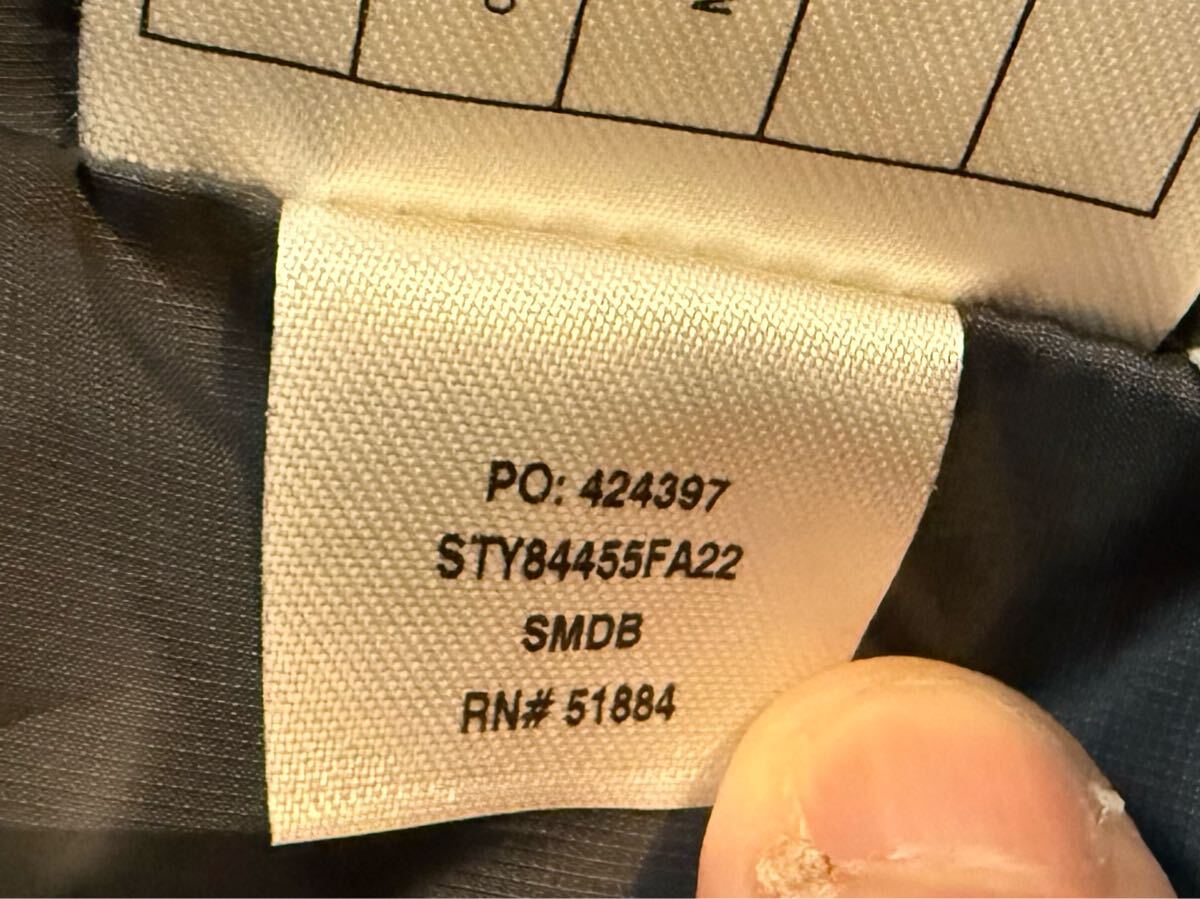 PO: 424397
STY84455FA22
SMDB
RN# 51884